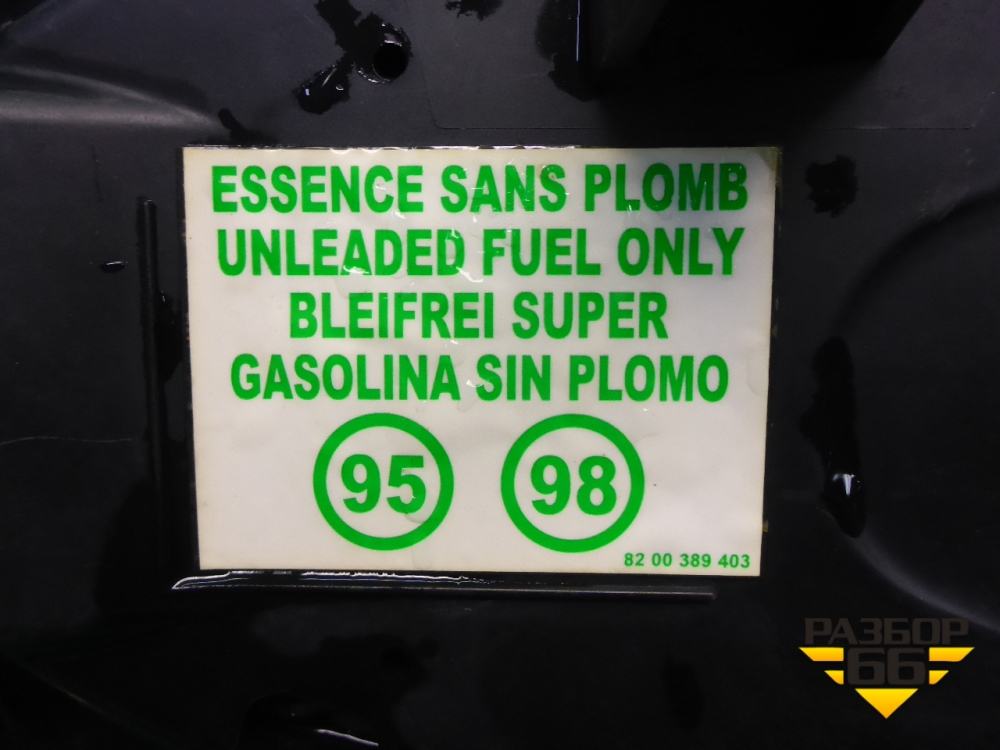 ESSENCE SANS PLOMB
UNLEADED FUEL ONLY
BLEIFREI SUPER
GASOLINA SIN PLOMO
95 98
82 00 389 403
РАЗБОР
66